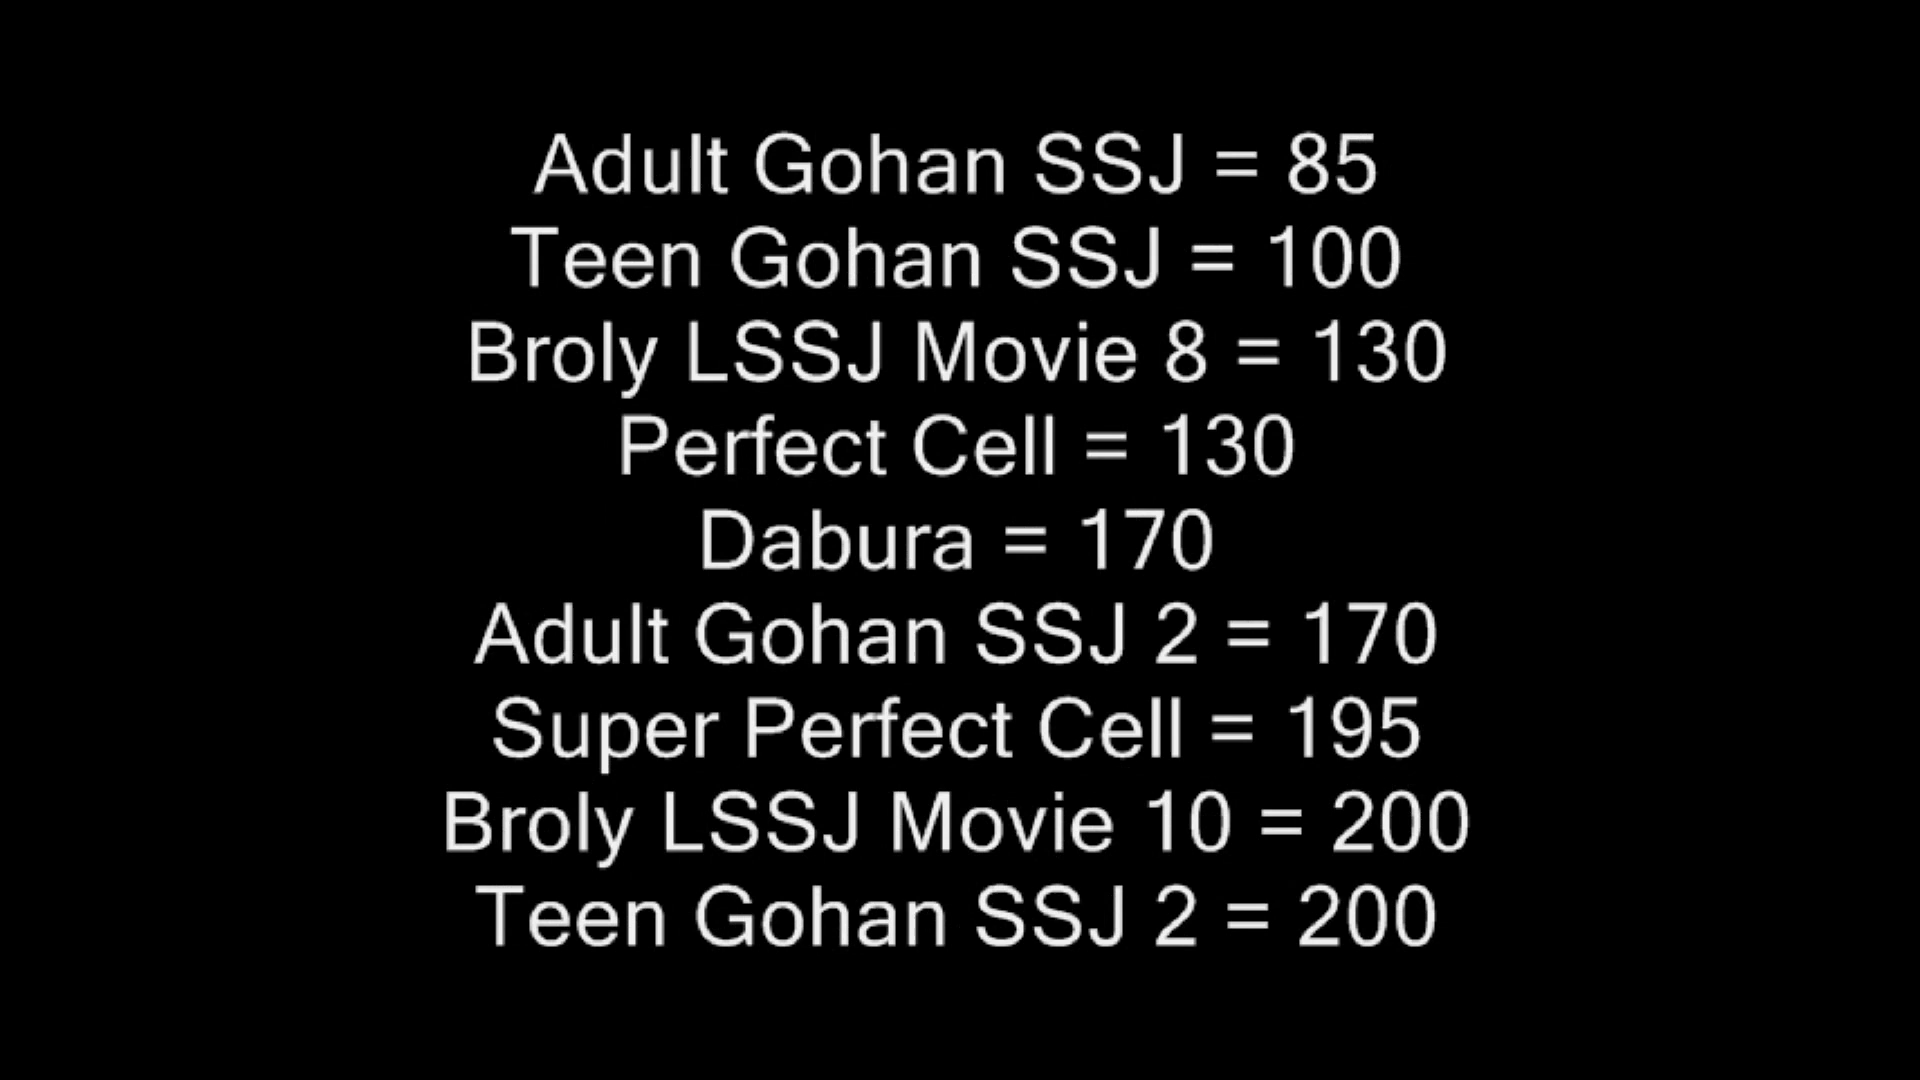 Adult Gohan SSJ = 85
Teen Gohan SSJ = 100
Broly LSSJ Movie 8 = 130
Perfect Cell = 130
Dabura = 170
Adult Gohan SSJ 2 = 170
Super Perfect Cell = 195
Broly LSSJ Movie 10 = 200
Teen Gohan SSJ 2 = 200